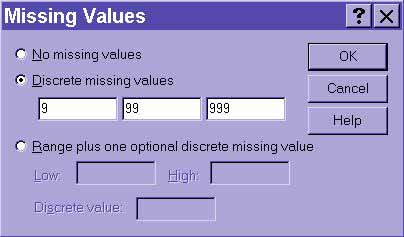 Missing Values
No missing values
OK
Discrete missing values
Cancel
9 99 999
Help
Range plus one optional discrete missing value
Low: High:
Discrete value: